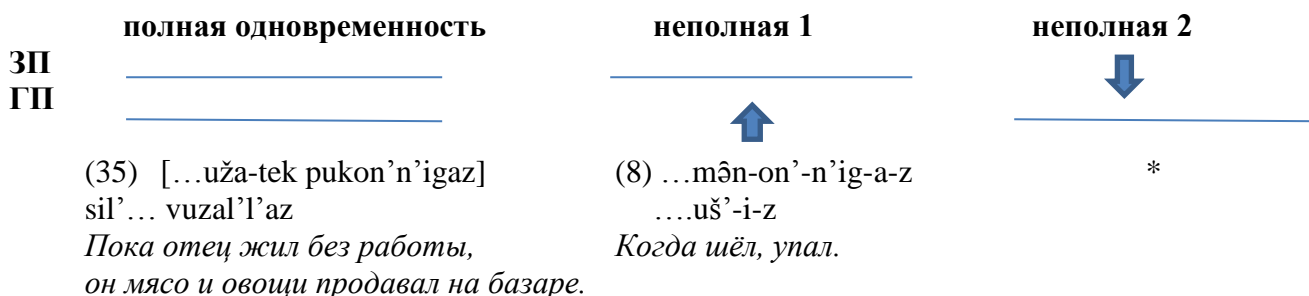 полная одновременность неполная 1 неполная 2
ЗП
ГП
(35) […uža-tek pukon’n’igaz] (8) …mə̑n-on’-n’ig-a-z *
sil’… vuzal’l’az ….uš’-i-z
Пока отец жил без работы, Когда шёл, упал.
он мясо и овощи продавал на базаре.